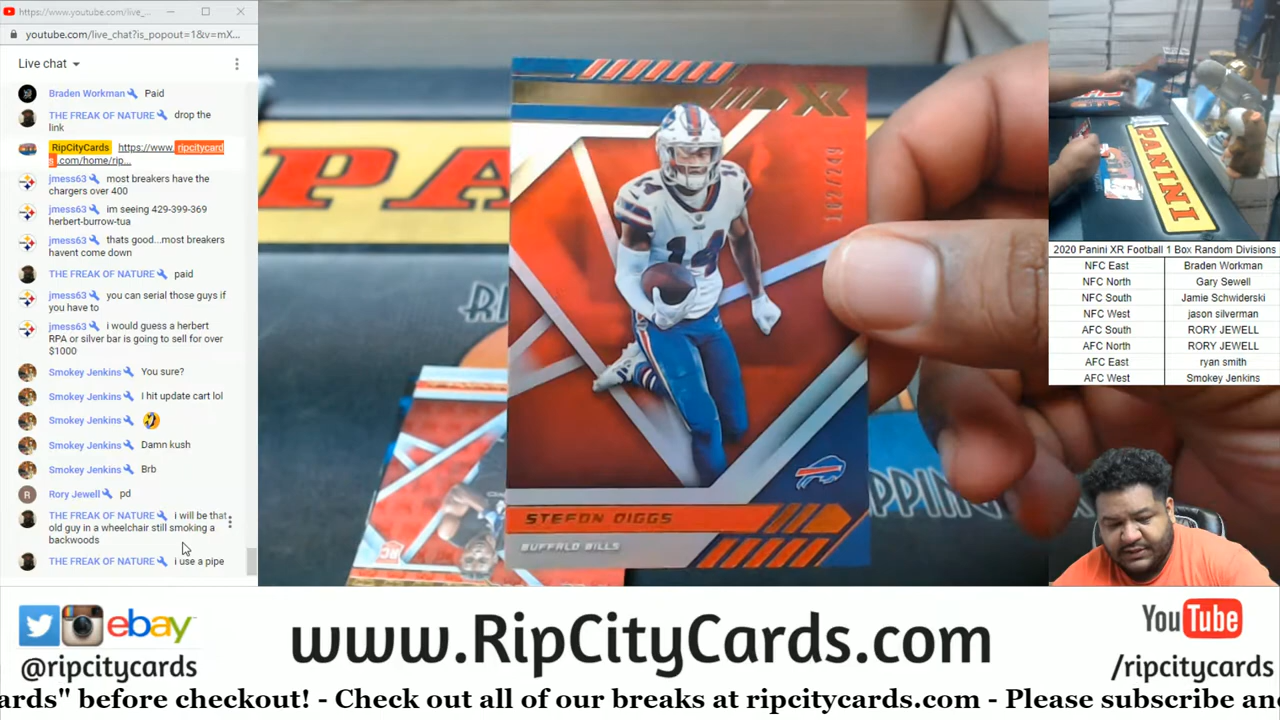 https://www.youtube.com/live_...
youtube.com/live_chat?is_popout=1&v=mX...
Live chat
Braden Workman Paid
THE FREAK OF NATURE drop the
link
RipCityCards https://www.ripcitycard
s.com/home/rip...
jmess63 most breakers have the
chargers over 400
jmess63 im seeing 429-399-369
herbert-burrow-tua
jmess63 thats good...most breakers
havent come down
THE FREAK OF NATURE paid
jmess63 you can serial those guys if
you have to
jmess63 i would guess a herbert
RPA or silver bar is going to sell for over
$1000
Smokey Jenkins You sure?
Smokey Jenkins I hit update cart lol
Smokey Jenkins 🤣
Smokey Jenkins Damn kush
Smokey Jenkins Brb
R Rory Jewell pd
THE FREAK OF NATURE i will be that
old guy in a wheelchair still smoking a
backwoods
THE FREAK OF NATURE i use a pipe
PA
XR
14
14
STEFON DIGGS
BUFFALO BILLS
RC
PPING
PANINI
2020 Panini XR Football 1 Box Random Divisions
NFC East Braden Workman
NFC North Gary Sewell
NFC South Jamie Schwiderski
NFC West jason silverman
AFC South RORY JEWELL
AFC North RORY JEWELL
AFC East ryan smith
AFC West Smokey Jenkins
ebay
@ripcitycards
www.RipCityCards.com
YouTube
/ripcitycards
ards" before checkout! - Check out all of our breaks at ripcitycards.com - Please subscribe an